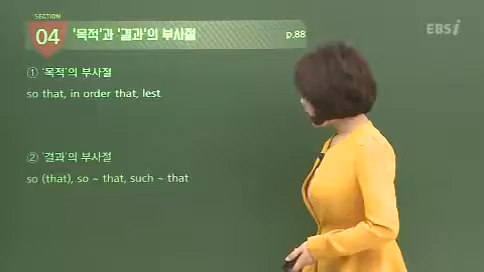 SECTION
04 '목적'과 '결과'의 부사절 p.88
EBSi
① '목적'의 부사절
so that, in order that, lest
② '결과'의 부사절
so (that), so ~ that, such ~ that